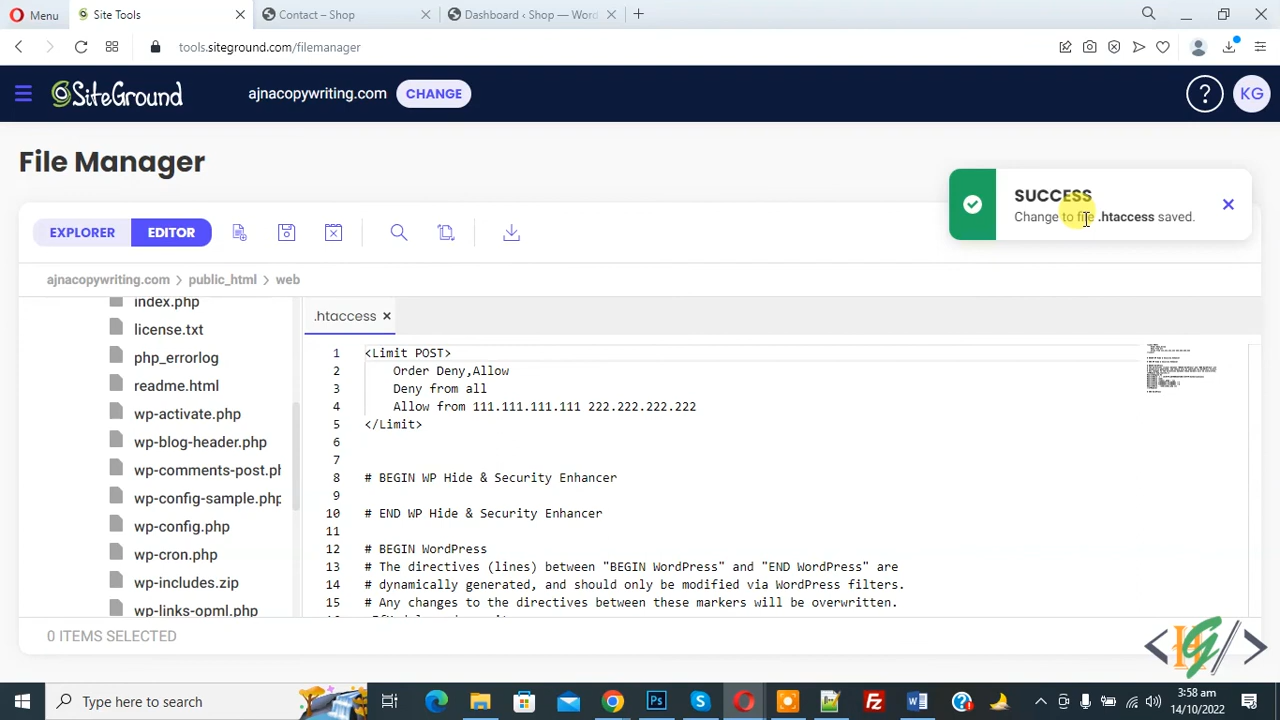 Menu
Site Tools
Contact – Shop
Dashboard ‹ Shop — Word
tools.siteground.com/filemanager
SiteGround
ajnacopywriting.com
CHANGE
?
KG
File Manager
SUCCESS
Change to file .htaccess saved.
EXPLORER
EDITOR
ajnacopywriting.com > public_html > web
index.php
license.txt
php_errorlog
readme.html
wp-activate.php
wp-blog-header.php
wp-comments-post.ph
wp-config-sample.php
wp-config.php
wp-cron.php
wp-includes.zip
wp-links-opml.php
.htaccess
1 <Limit POST>
2 Order Deny,Allow
3 Deny from all
4 Allow from 111.111.111.111 222.222.222.222
5 </Limit>
6
7
8 # BEGIN WP Hide & Security Enhancer
9
10 # END WP Hide & Security Enhancer
11
12 # BEGIN WordPress
13 # The directives (lines) between "BEGIN WordPress" and "END WordPress" are
14 # dynamically generated, and should only be modified via WordPress filters.
15 # Any changes to the directives between these markers will be overwritten.
0 ITEMS SELECTED
Type here to search
3:58 am
14/10/2022